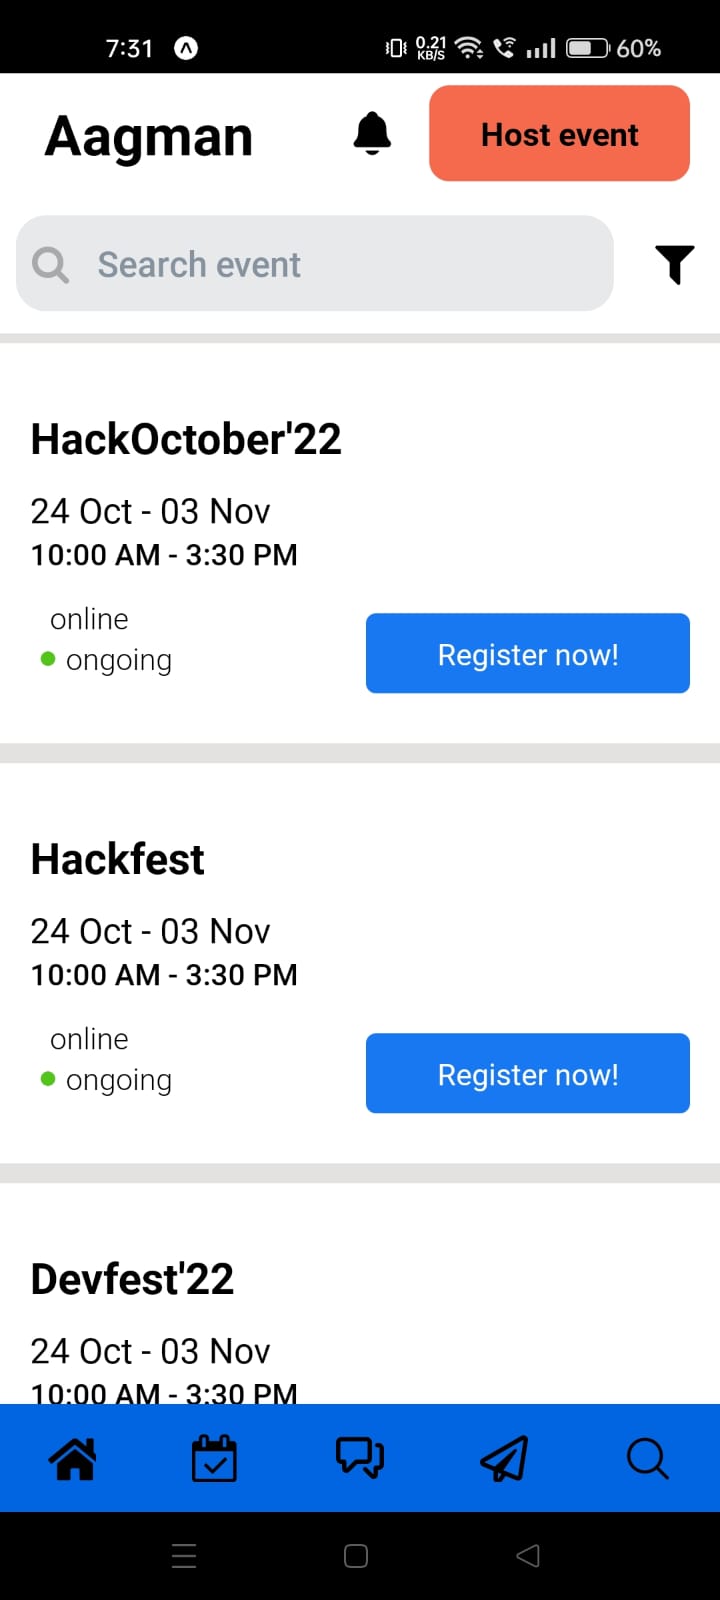 7:31
0.21
KB/S
60%
Aagman
Host event
Search event
HackOctober'22
24 Oct - 03 Nov
10:00 AM - 3:30 PM
online
ongoing
Register now!
Hackfest
24 Oct - 03 Nov
10:00 AM - 3:30 PM
online
ongoing
Register now!
Devfest'22
24 Oct - 03 Nov
10:00 AM - 3:30 PM